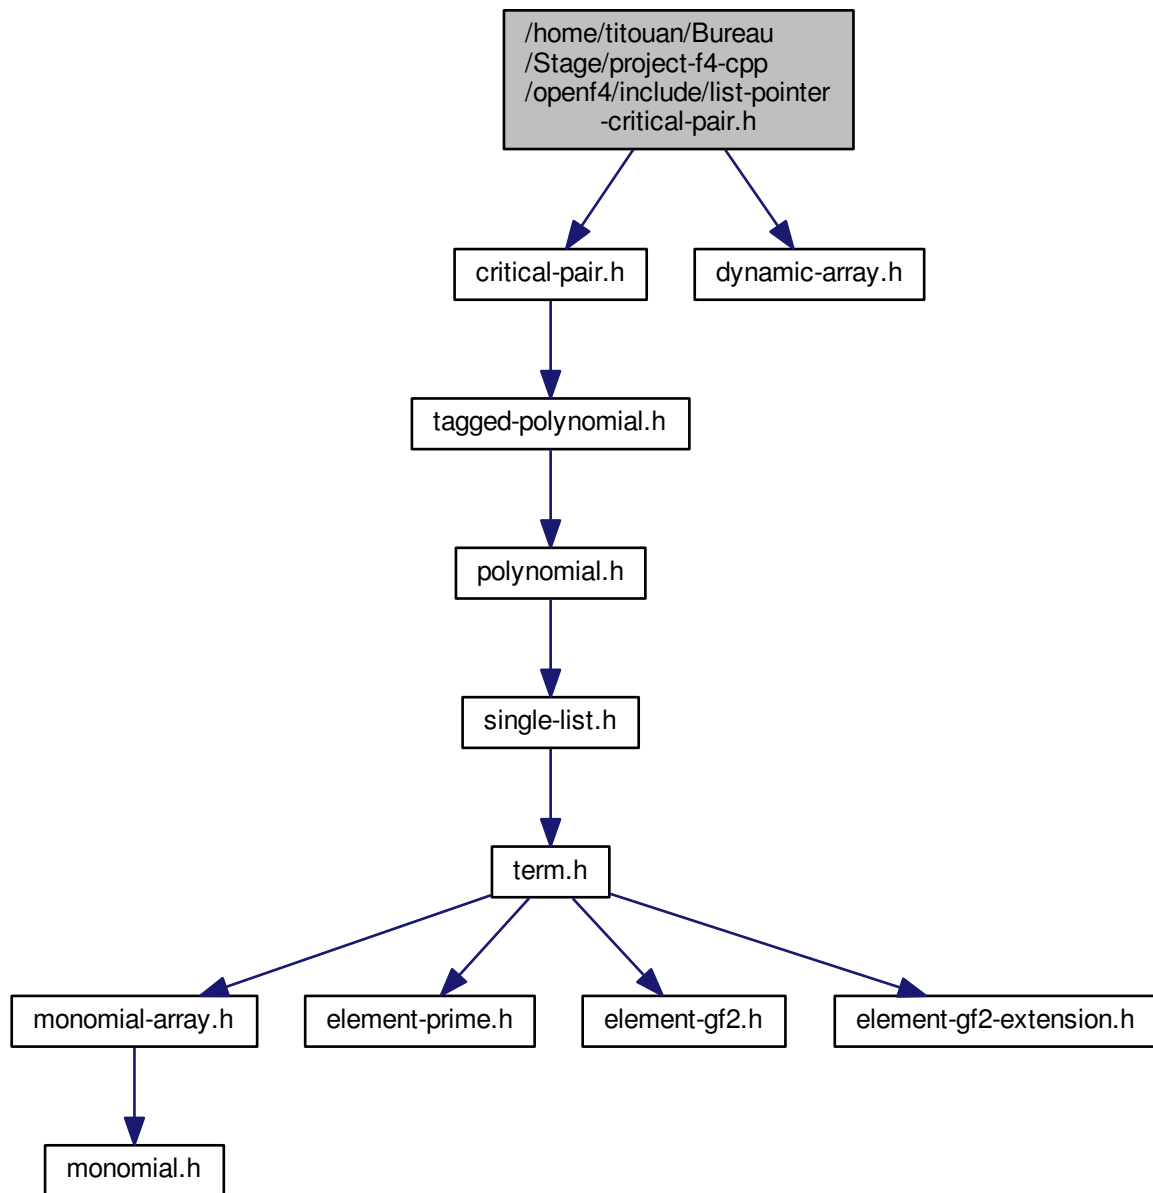 /home/titouan/Bureau
/Stage/project-f4-cpp
/openf4/include/list-pointer
-critical-pair.h
critical-pair.h
dynamic-array.h
tagged-polynomial.h
polynomial.h
single-list.h
term.h
monomial-array.h
element-prime.h
element-gf2.h
element-gf2-extension.h
monomial.h